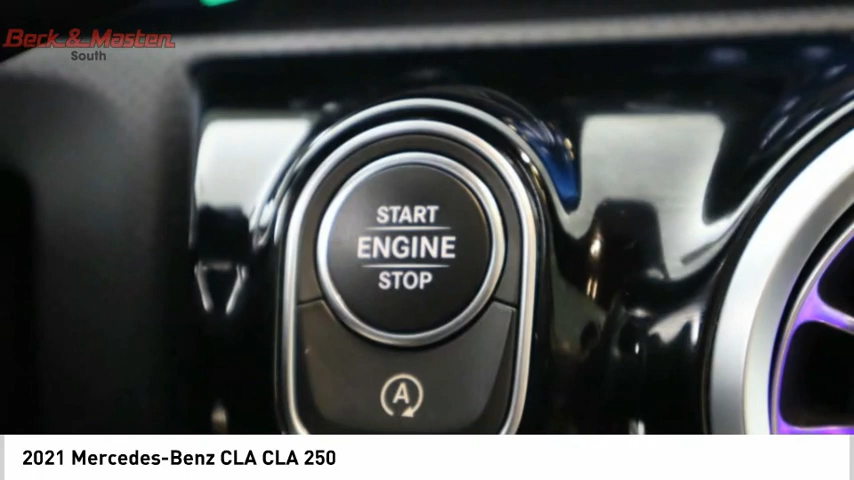 Beck & Masten
South
START
ENGINE
STOP
A
2021 Mercedes-Benz CLA CLA 250